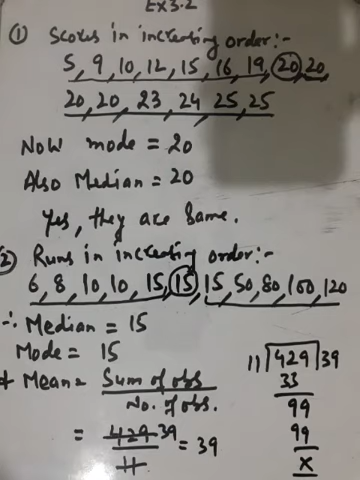 Ex 3.2
① Scores in increasing order:-
5, 9, 10, 12, 15, 16, 19, 20, 20
20, 20, 23, 24, 25, 25
Now mode = 20
Also Median = 20
Yes, they are Same.
② Runs in increasing order:-
6, 8, 10, 10, 15, 15, 15, 50, 80, 100, 120
∴ Median = 15
Mode = 15
+ Mean = Sum of obs / No. of obs.
= 429 39 / 11 = 39
11 ) 429 ( 39
33
99
99
x